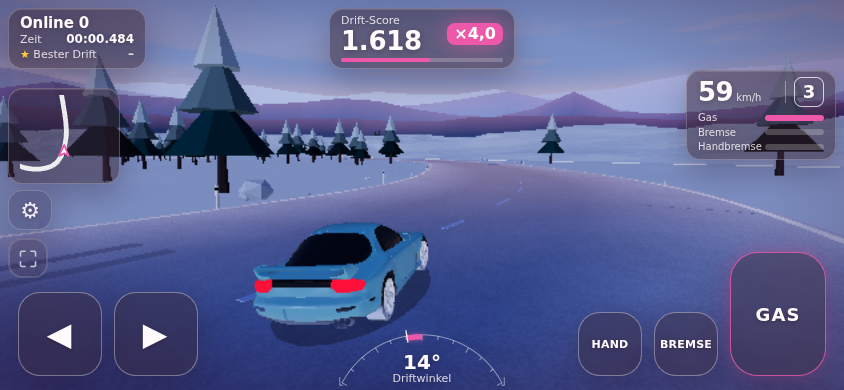 Online 0
Zeit 00:00.484
★ Bester Drift –
Drift-Score
1.618 ×4,0
59 km/h 3
Gas
Bremse
Handbremse
◀ ▶
14°
Driftwinkel
HAND BREMSE GAS